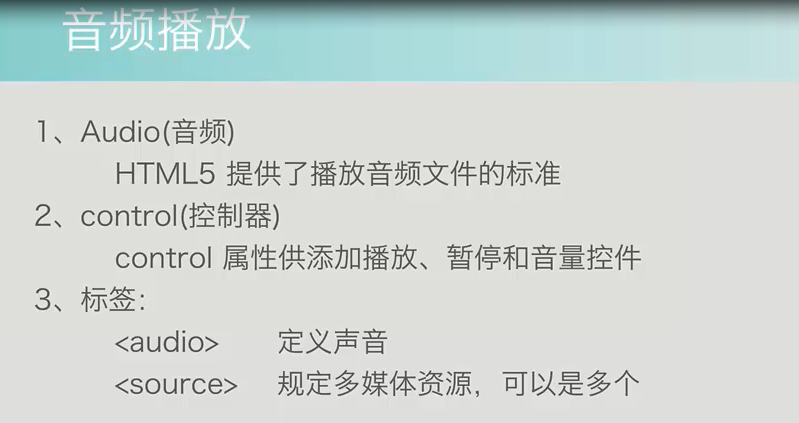 音频播放
1、Audio(音频)
HTML5 提供了播放音频文件的标准
2、control(控制器)
control 属性供添加播放、暂停和音量控件
3、标签:
<audio> 定义声音
<source> 规定多媒体资源，可以是多个